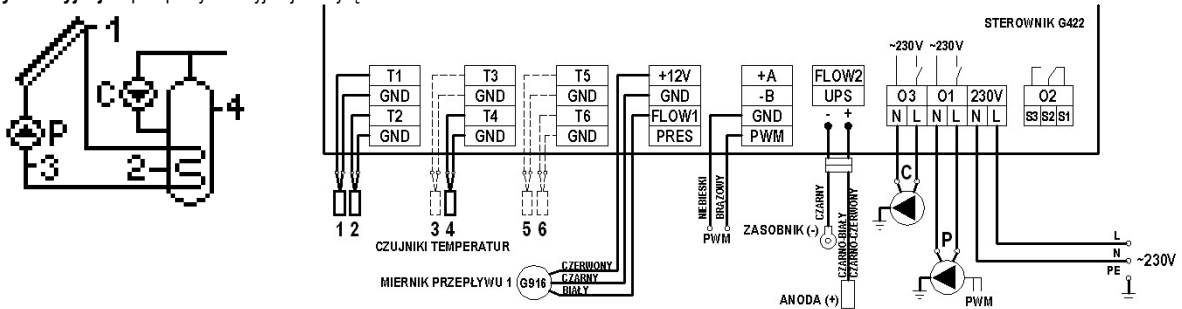 1
C
4
P
3
2
STEROWNIK G422
~230V ~230V
T1
GND
T2
GND
T3
GND
T4
GND
T5
GND
T6
GND
+12V
GND
FLOW1
PRES
+A
-B
GND
PWM
FLOW2
UPS
- +
O3 O1 230V
N L N L N L
O2
S3 S2 S1
1 2 3 4 5 6
CZUJNIKI TEMPERATUR
MIERNIK PRZEPŁYWU 1
G916
CZERWONY
CZARNY
BIAŁY
NIEBIESKI
BRĄZOWY
PWM
CZARNY
ZASOBNIK (-)
CZARNO-BIAŁY
CZARNO-CZERWONY
ANODA (+)
C
P
PWM
L
N
PE
~230V